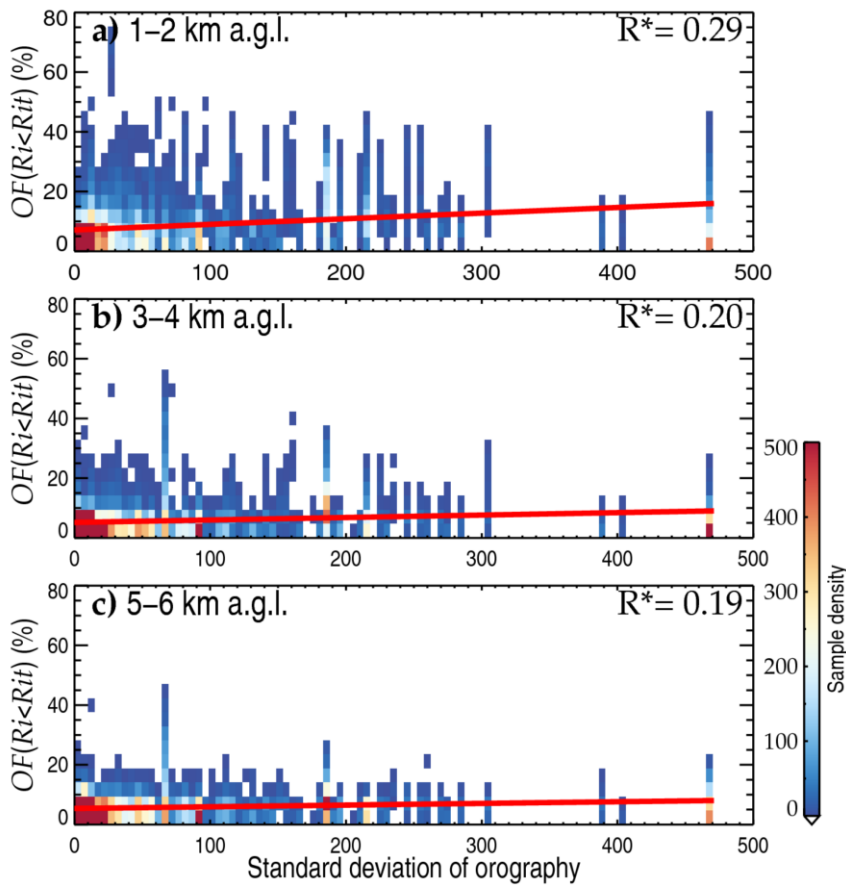 a) 1–2 km a.g.l. R*= 0.29
OF(Ri<Rit) (%)
80
60
40
20
0
0 100 200 300 400 500
b) 3–4 km a.g.l. R*= 0.20
OF(Ri<Rit) (%)
80
60
40
20
0
0 100 200 300 400 500
c) 5–6 km a.g.l. R*= 0.19
OF(Ri<Rit) (%)
80
60
40
20
0
0 100 200 300 400 500
Standard deviation of orography
500
400
300
200
100
0
Sample density